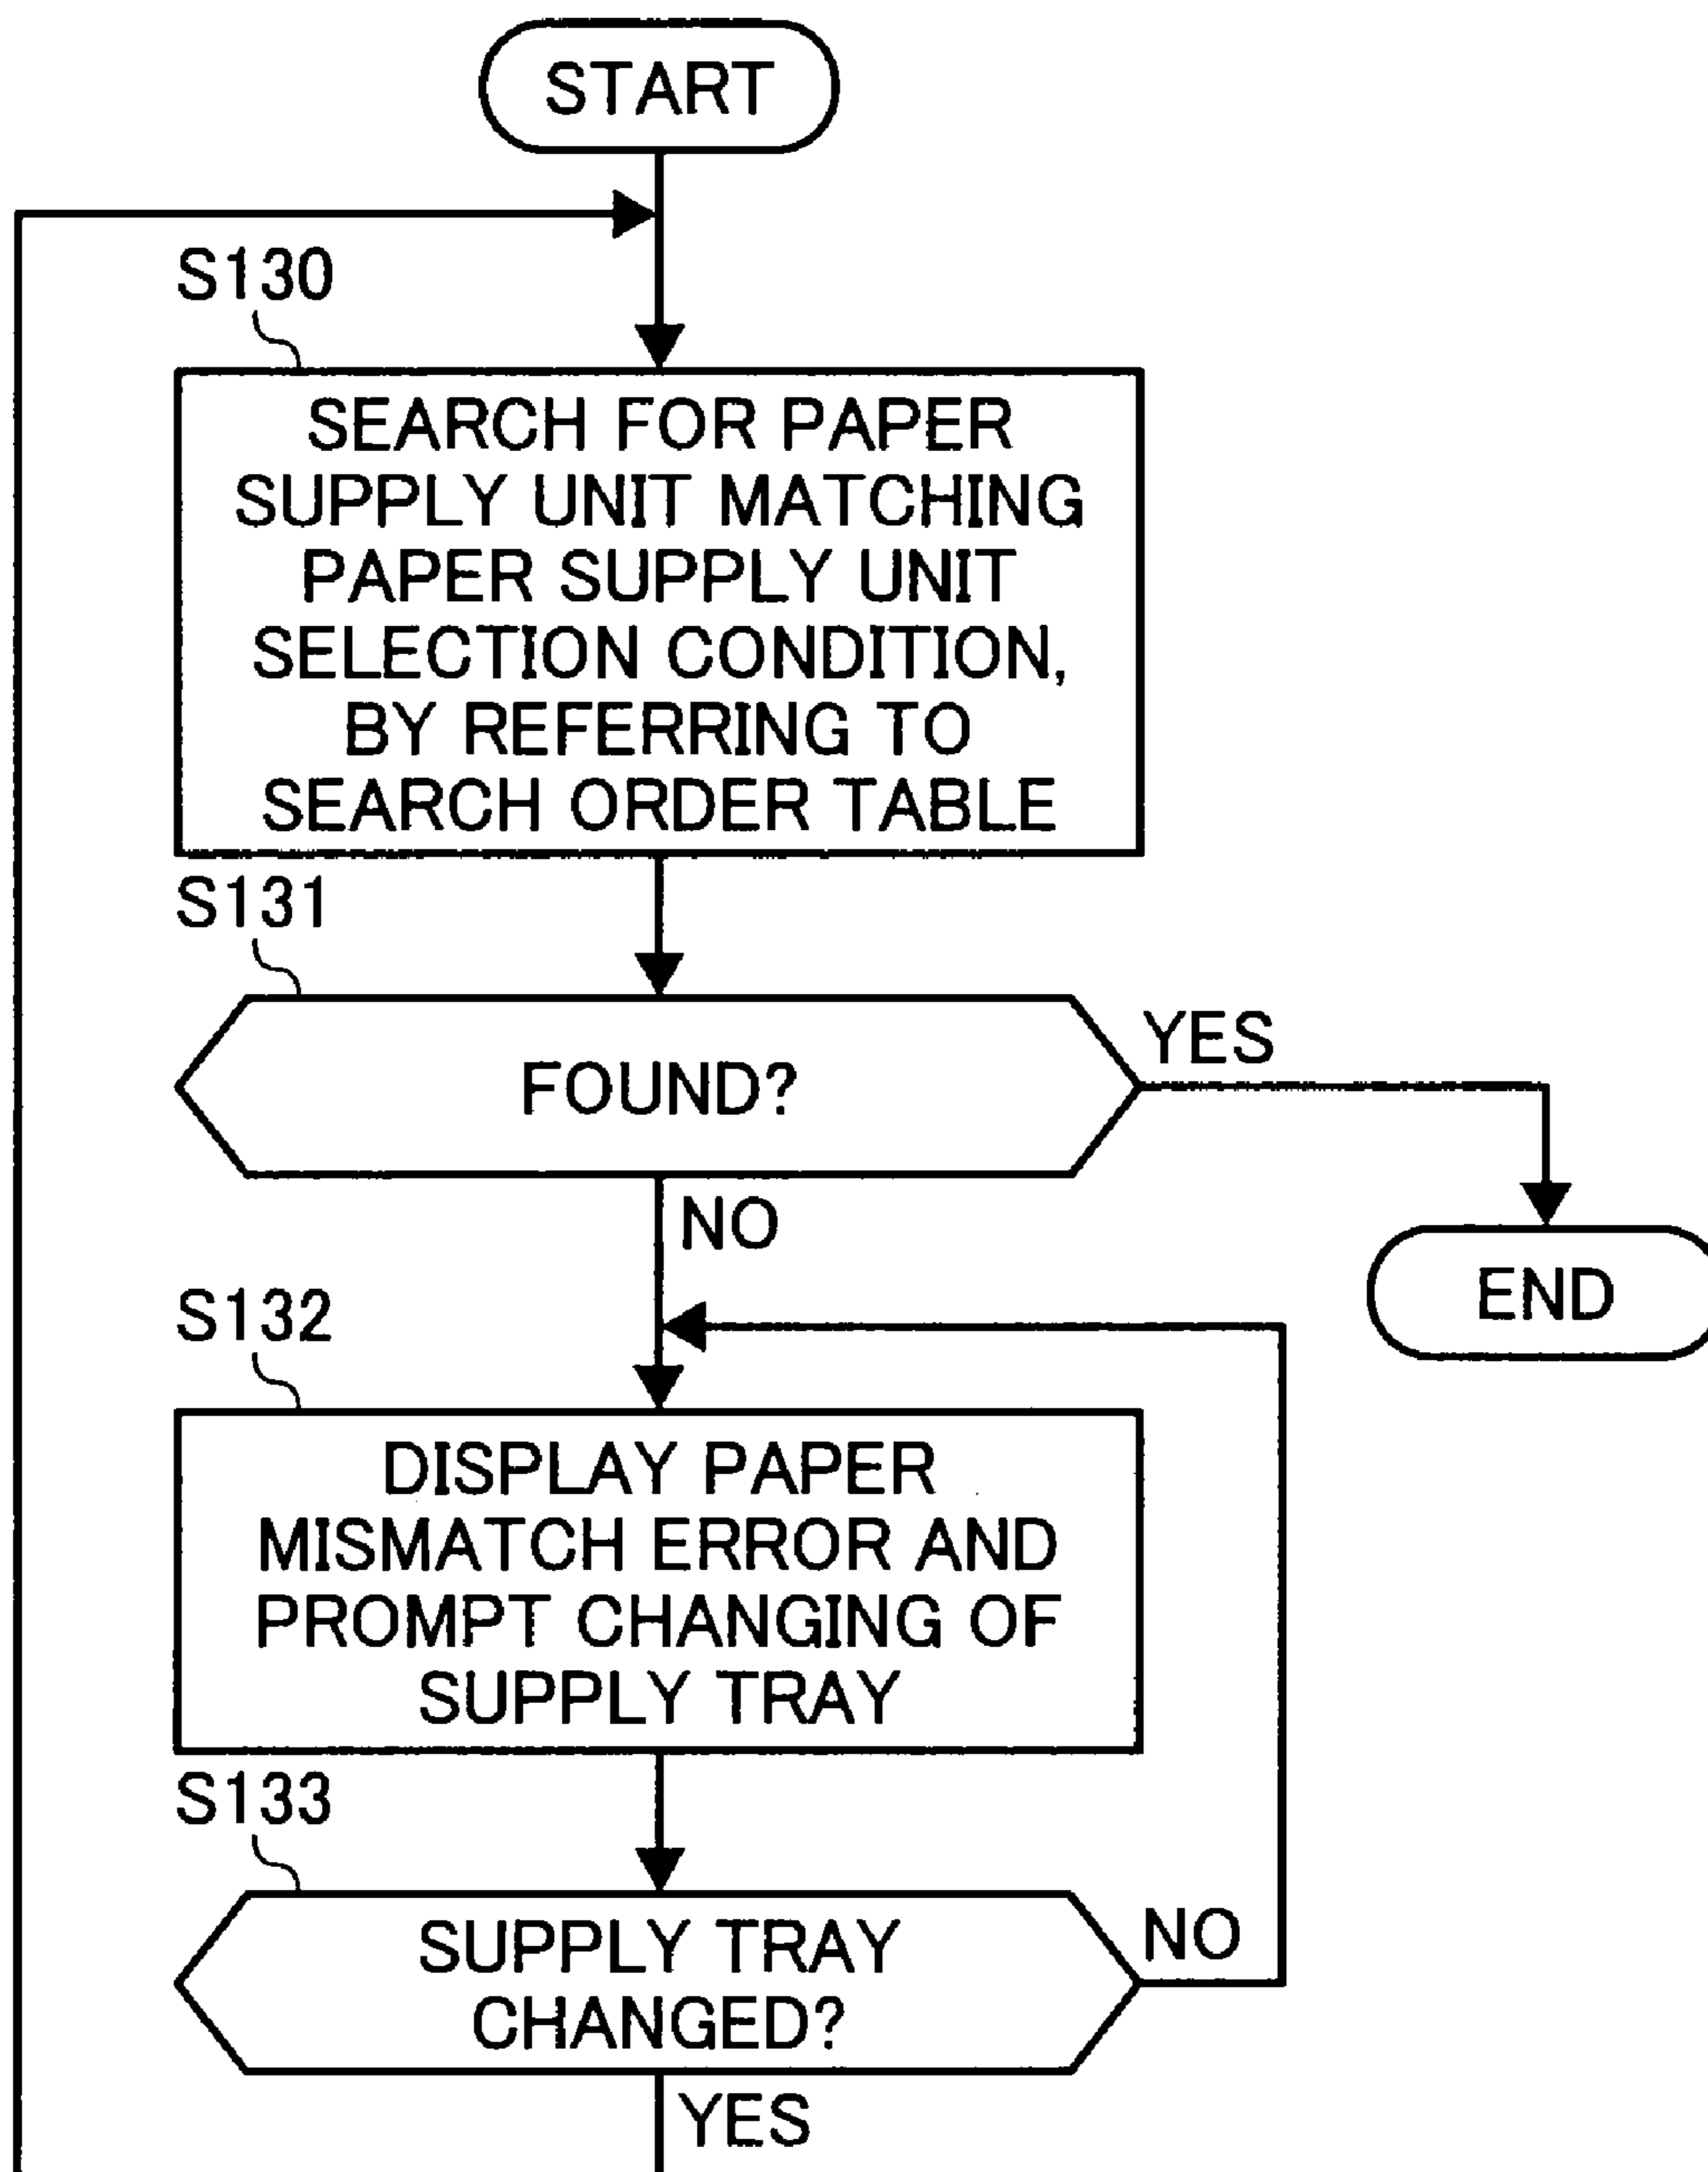 START
S130
SEARCH FOR PAPER
SUPPLY UNIT MATCHING
PAPER SUPPLY UNIT
SELECTION CONDITION,
BY REFERRING TO
SEARCH ORDER TABLE
S131
FOUND?
YES
NO
END
S132
DISPLAY PAPER
MISMATCH ERROR AND
PROMPT CHANGING OF
SUPPLY TRAY
S133
SUPPLY TRAY
CHANGED?
NO
YES